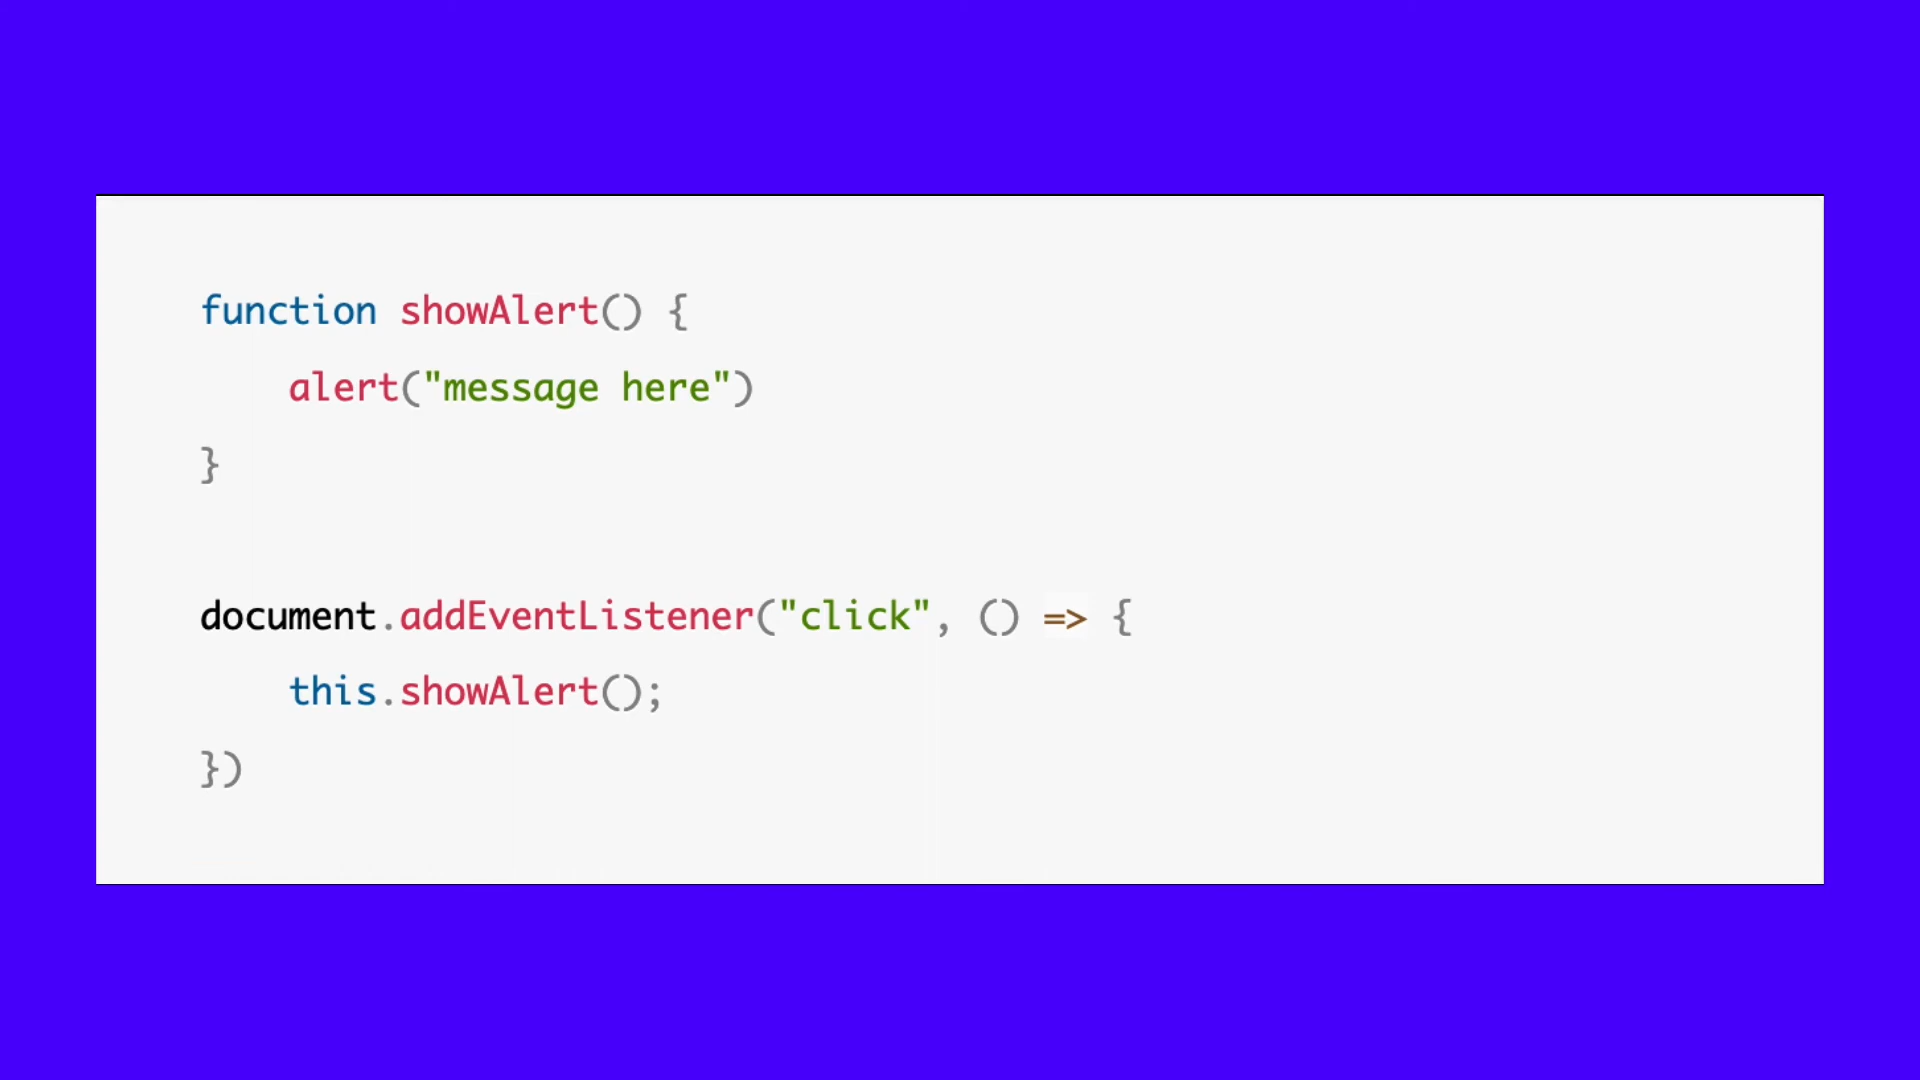 function showAlert() {
alert("message here")
}
document.addEventListener("click", () => {
this.showAlert();
})